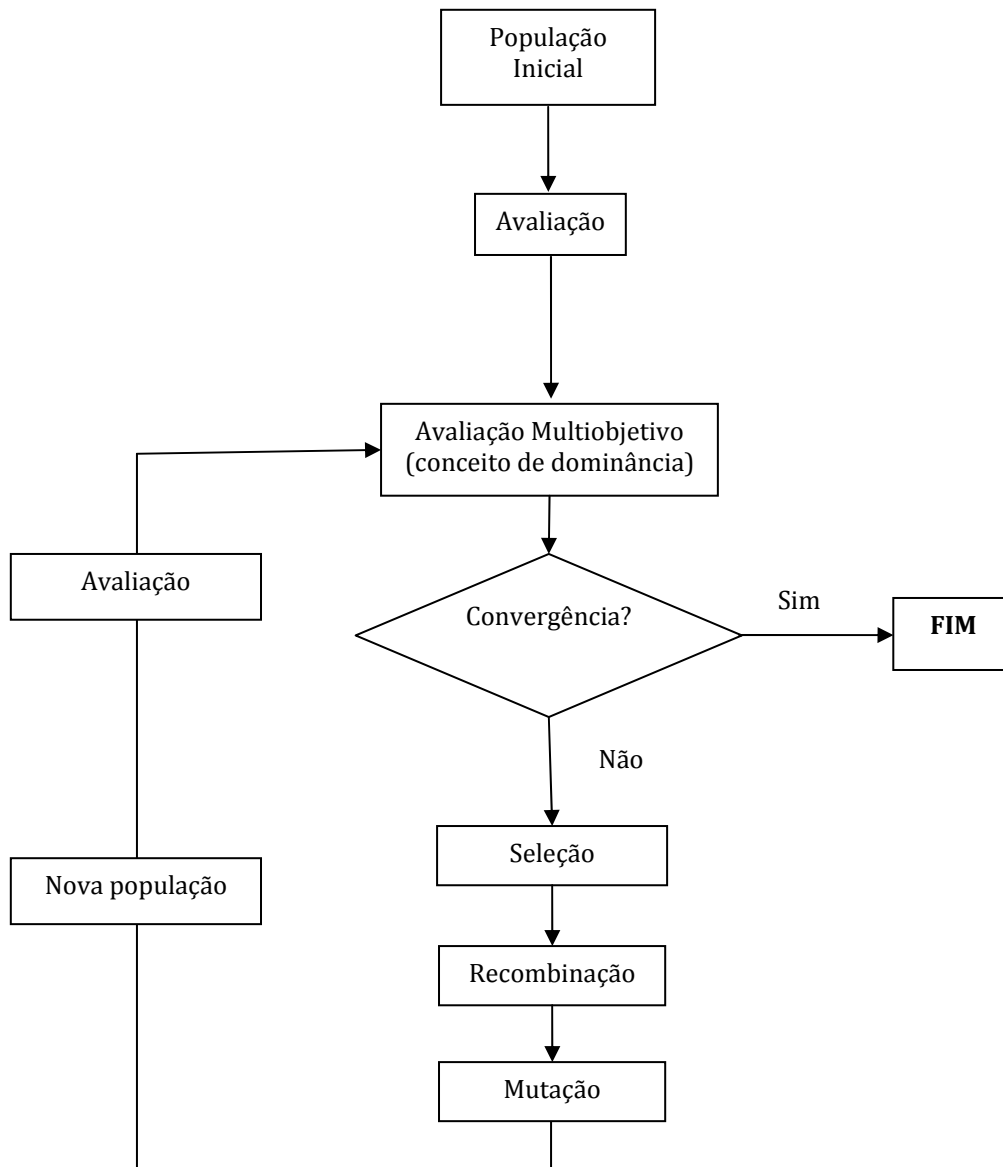 População
Inicial
Avaliação
Avaliação Multiobjetivo
(conceito de dominância)
Avaliação
Convergência?
Sim
FIM
Não
Seleção
Nova população
Recombinação
Mutação